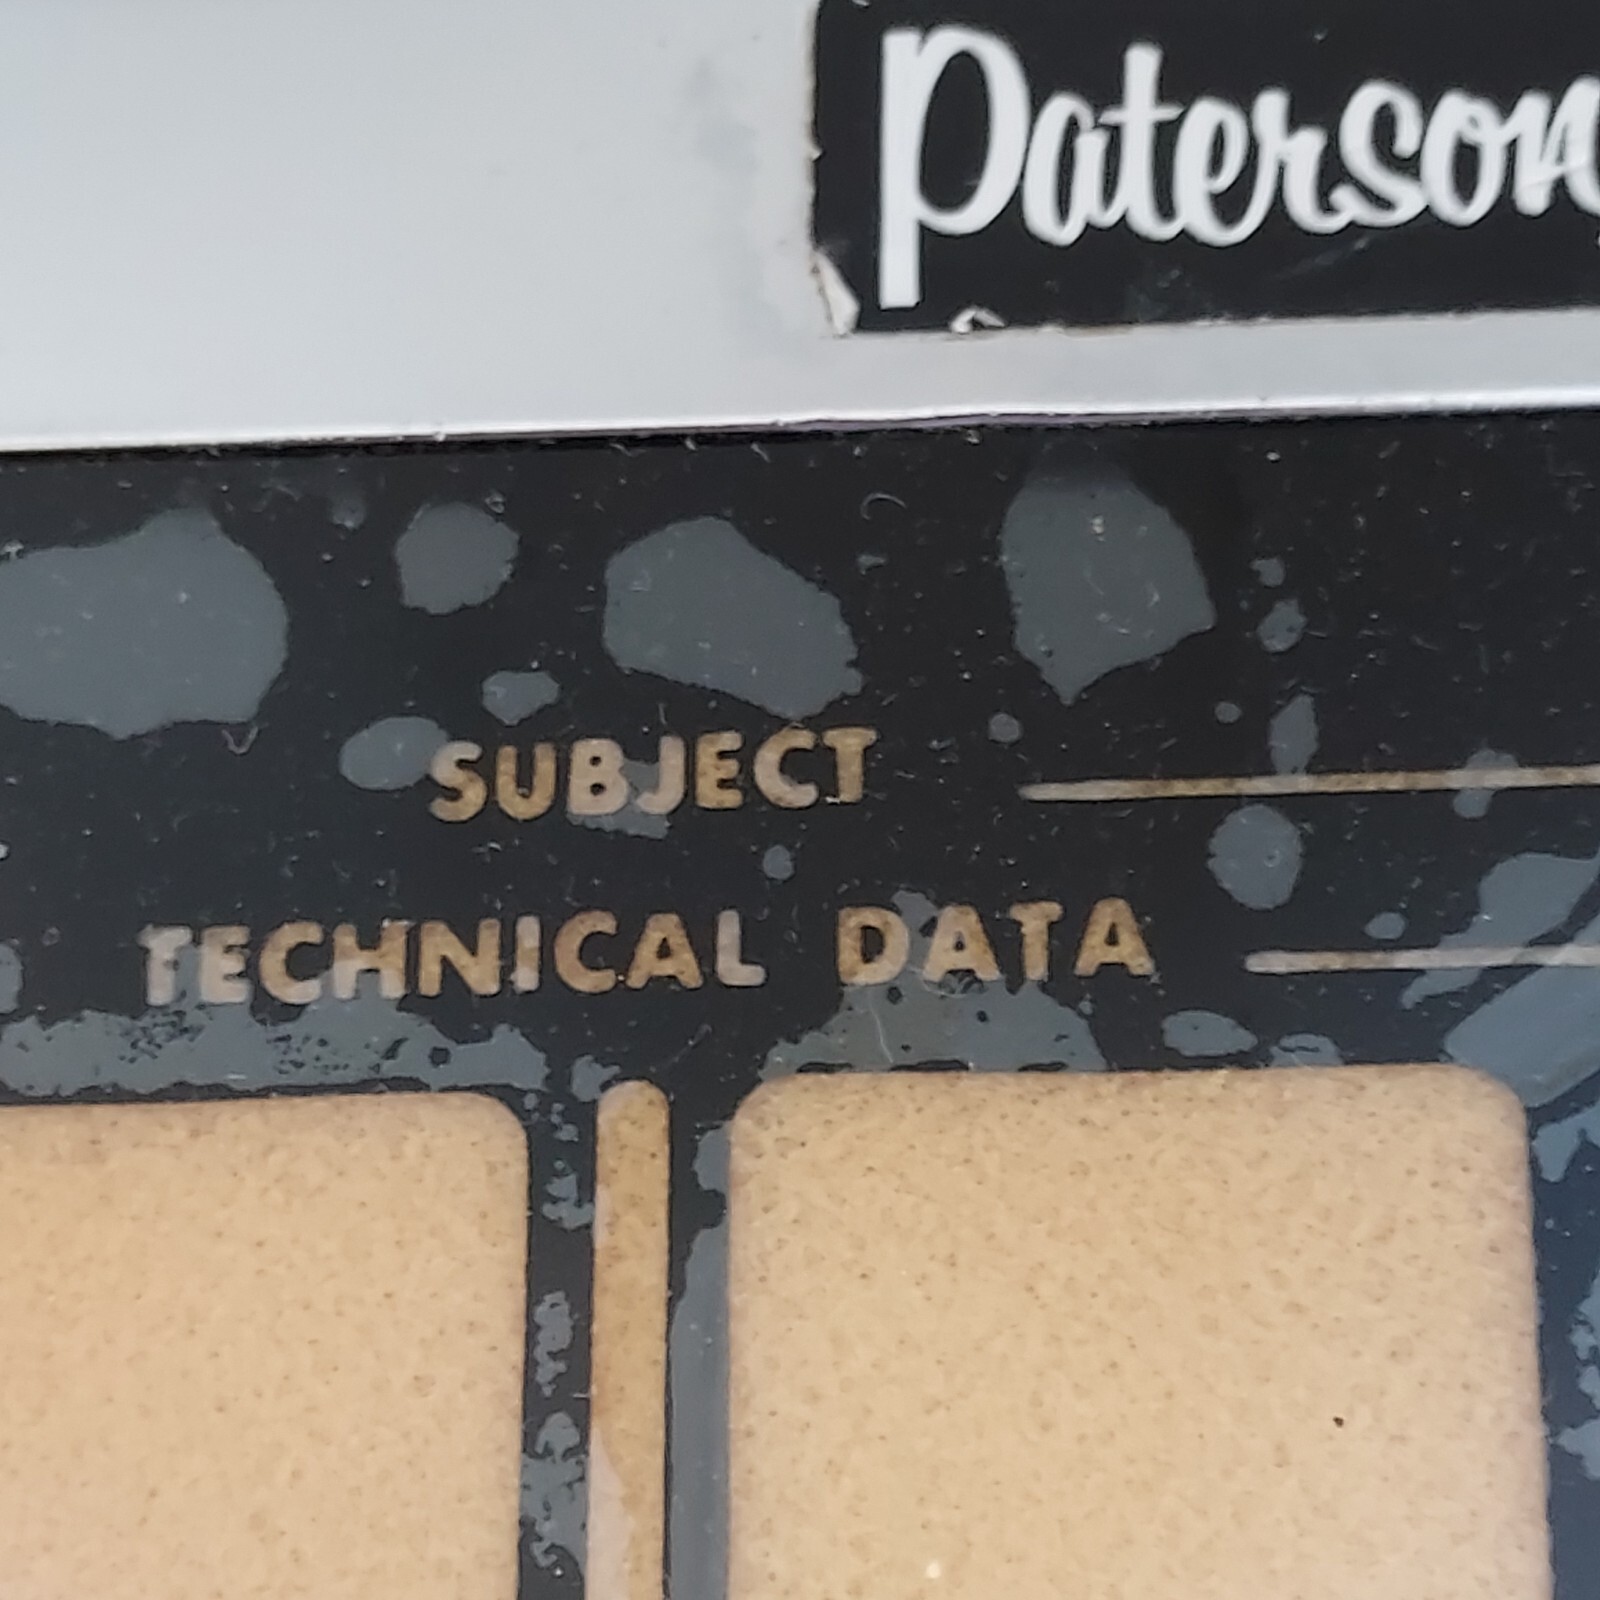 Paterson
SUBJECT
TECHNICAL DATA